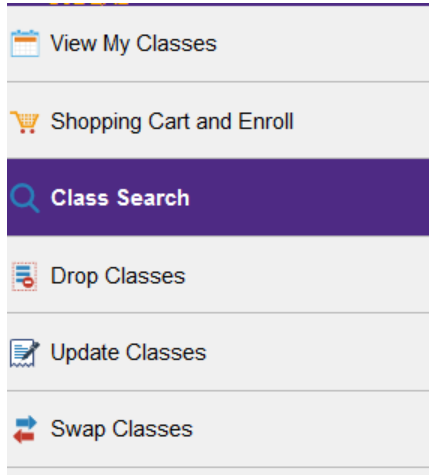 View My Classes
Shopping Cart and Enroll
Class Search
Drop Classes
Update Classes
Swap Classes